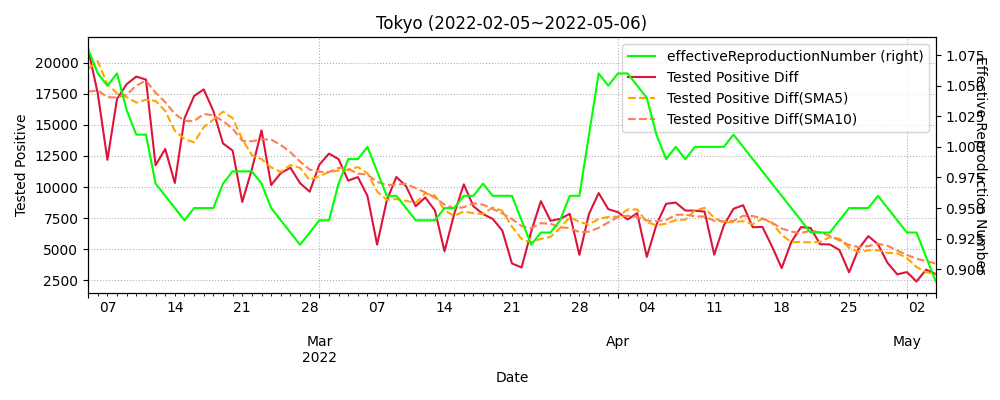 Tokyo (2022-02-05~2022-05-06)
effectiveReproductionNumber (right)
Tested Positive Diff
Tested Positive Diff(SMA5)
Tested Positive Diff(SMA10)
Tested Positive
20000
17500
15000
12500
10000
7500
5000
2500
1.075
1.050
1.025
1.000
0.975
0.950
0.925
0.900
Effective Reproduction Number
07 14 21 28 07 14 21 28 04 11 18 25 02
Mar Apr May
2022
Date